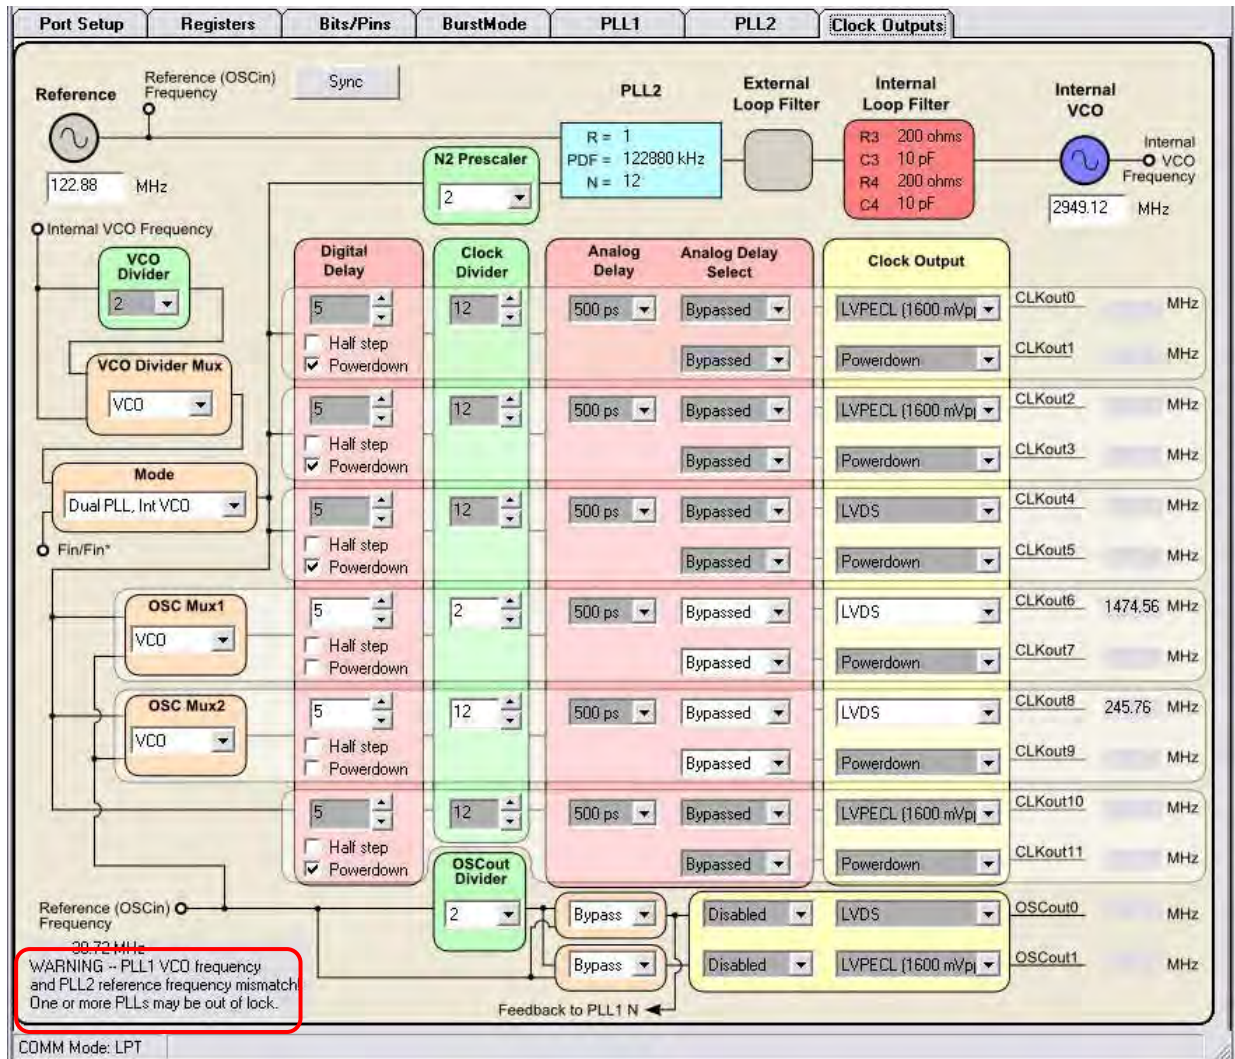 Port Setup Registers Bits/Pins BurstMode PLL1 PLL2 Clock Outputs
Reference
Reference (OSCin)
Frequency
Sync
122.88 MHz
PLL2
R = 1
PDF = 122880 kHz
N = 12
External
Loop Filter
Internal
Loop Filter
R3 200 ohms
C3 10 pF
R4 200 ohms
C4 10 pF
Internal
VCO
Internal
VCO
Frequency
2949.12 MHz
N2 Prescaler
2
Internal VCO Frequency
VCO
Divider
2
VCO Divider Mux
VCO
Mode
Dual PLL, Int VCO
Fin/Fin*
OSC Mux1
VCO
OSC Mux2
VCO
Digital
Delay
Clock
Divider
Analog
Delay
Analog Delay
Select
Clock Output
5 12 500 ps Bypassed LVPECL (1600 mVp CLKout0 MHz
Half step
Powerdown Bypassed Powerdown CLKout1 MHz
5 12 500 ps Bypassed LVPECL (1600 mVp CLKout2 MHz
Half step
Powerdown Bypassed Powerdown CLKout3 MHz
5 12 500 ps Bypassed LVDS CLKout4 MHz
Half step
Powerdown Bypassed Powerdown CLKout5 MHz
5 2 500 ps Bypassed LVDS CLKout6 1474.56 MHz
Half step
Powerdown Bypassed Powerdown CLKout7 MHz
5 12 500 ps Bypassed LVDS CLKout8 245.76 MHz
Half step
Powerdown Bypassed Powerdown CLKout9 MHz
5 12 500 ps Bypassed LVPECL (1600 mVp CLKout10 MHz
Half step
Powerdown Bypassed Powerdown CLKout11 MHz
OSCout
Divider
2 Bypass Disabled LVDS OSCout0 MHz
Bypass Disabled LVPECL (1600 mVp OSCout1 MHz
Reference (OSCin)
Frequency
MHz
WARNING -- PLL1 VCO frequency
and PLL2 reference frequency mismatch
One or more PLLs may be out of lock.
Feedback to PLL1 N
COMM Mode: LPT